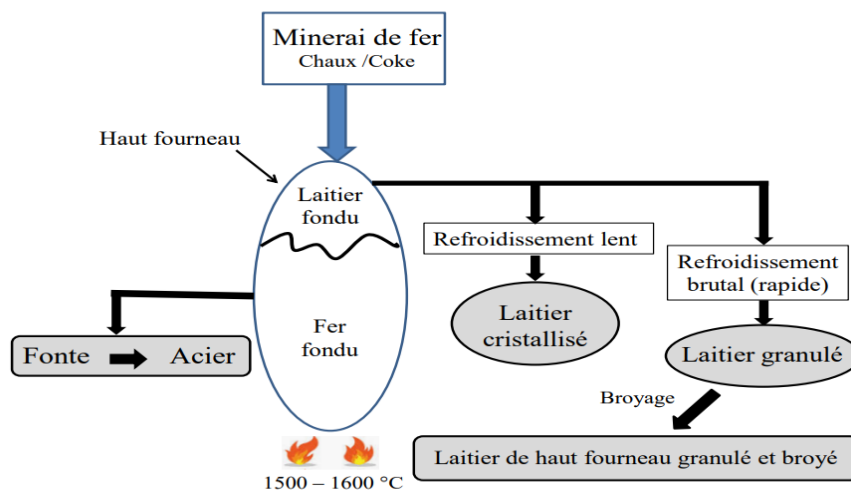 Minerai de fer
Chaux /Coke
Haut fourneau
Laitier
fondu
Refroidissement lent
Refroidissement
brutal (rapide)
Laitier
cristallisé
Fer
fondu
Fonte
Acier
Laitier granulé
Broyage
Laitier de haut fourneau granulé et broyé
1500 – 1600 °C